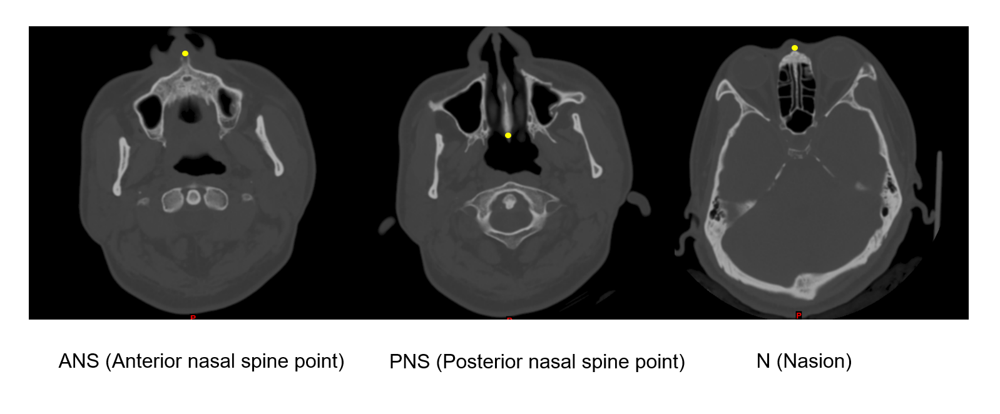 P
P
P
ANS (Anterior nasal spine point)
PNS (Posterior nasal spine point)
N (Nasion)